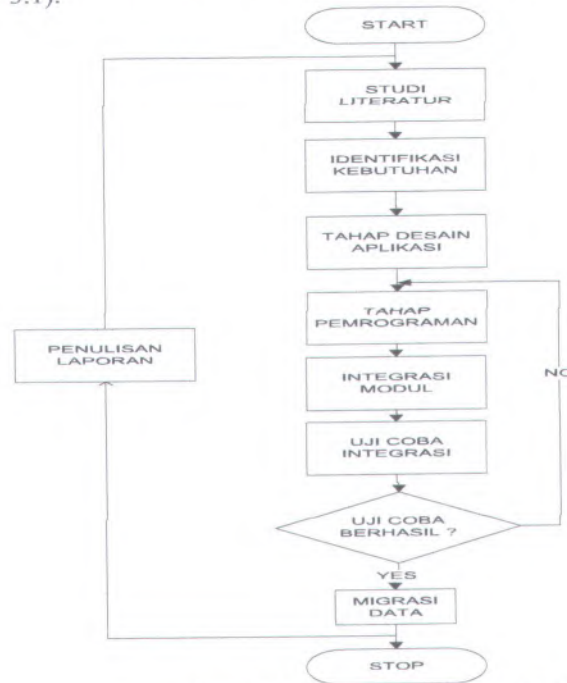 3.1).
START
STUDI
LITERATUR
IDENTIFIKASI
KEBUTUHAN
TAHAP DESAIN
APLIKASI
TAHAP
PEMROGRAMAN
PENULISAN
LAPORAN
INTEGRASI
MODUL
NO
UJI COBA
INTEGRASI
UJI COBA
BERHASIL ?
YES
MIGRASI
DATA
STOP